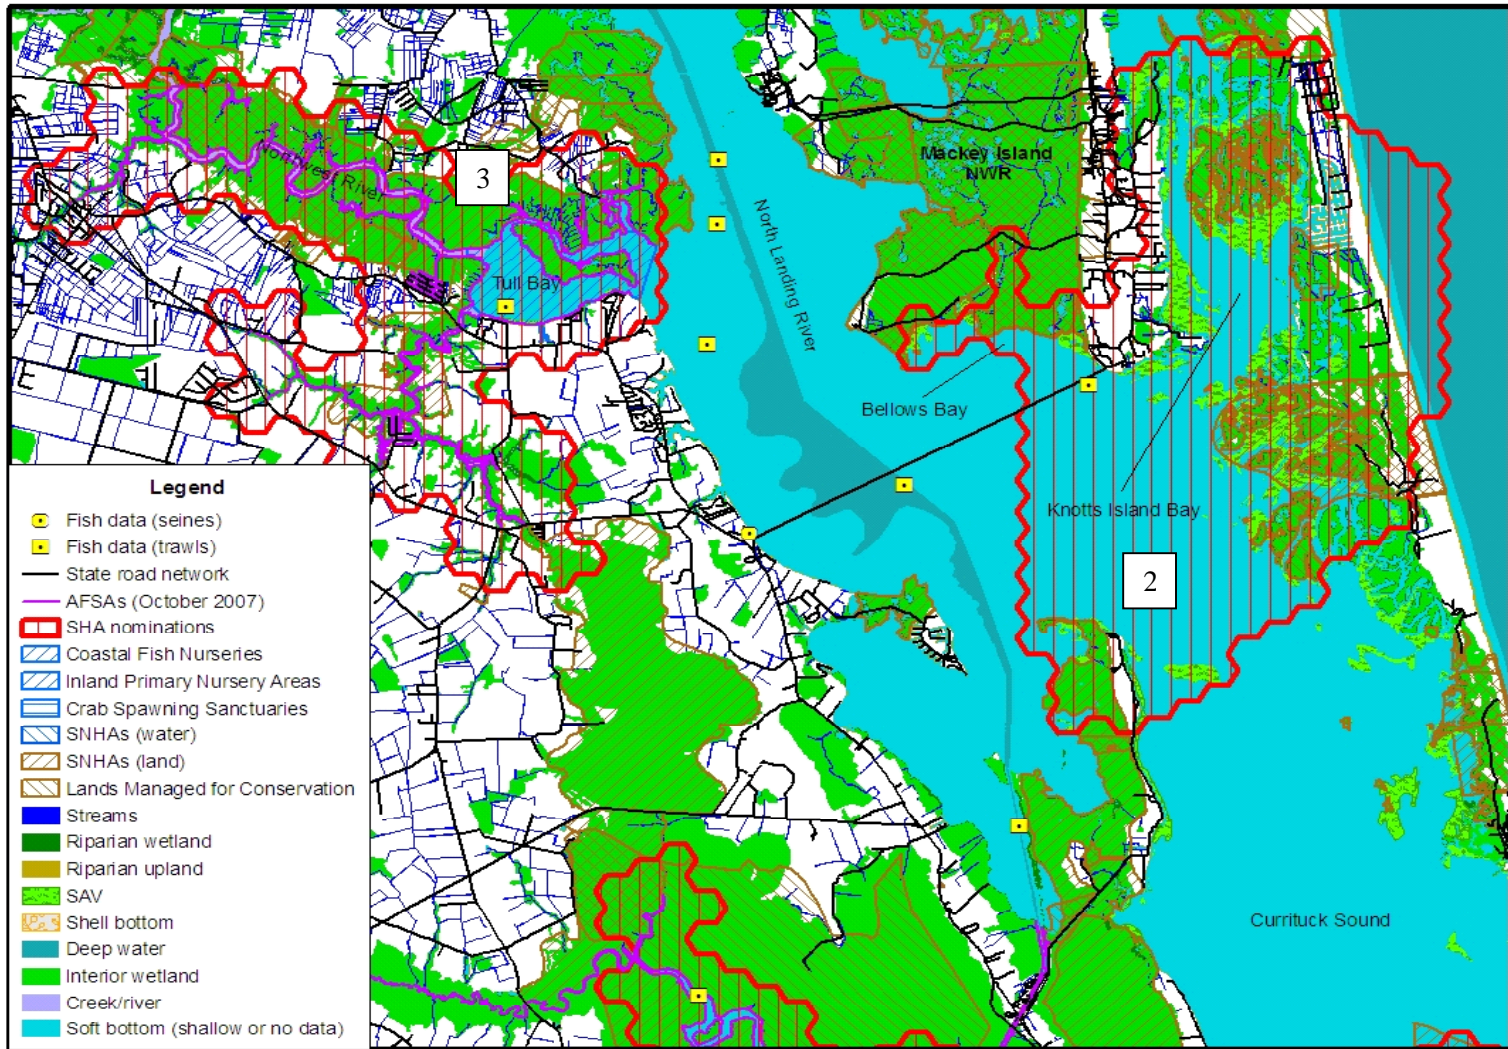 Northwest River
3
Mackey Island
NWR
North Landing River
Tull Bay
Bellows Bay
Knotts Island Bay
2
Currituck Sound
Legend
Fish data (seines)
Fish data (trawls)
State road network
AFSAs (October 2007)
SHA nominations
Coastal Fish Nurseries
Inland Primary Nursery Areas
Crab Spawning Sanctuaries
SNHAs (water)
SNHAs (land)
Lands Managed for Conservation
Streams
Riparian wetland
Riparian upland
SAV
Shell bottom
Deep water
Interior wetland
Creek/river
Soft bottom (shallow or no data)